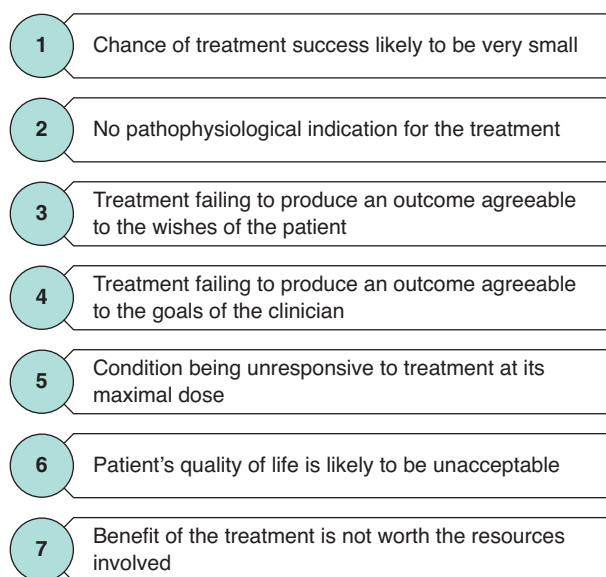 1
Chance of treatment success likely to be very small
2
No pathophysiological indication for the treatment
3
Treatment failing to produce an outcome agreeable
to the wishes of the patient
4
Treatment failing to produce an outcome agreeable
to the goals of the clinician
5
Condition being unresponsive to treatment at its
maximal dose
6
Patient's quality of life is likely to be unacceptable
7
Benefit of the treatment is not worth the resources
involved